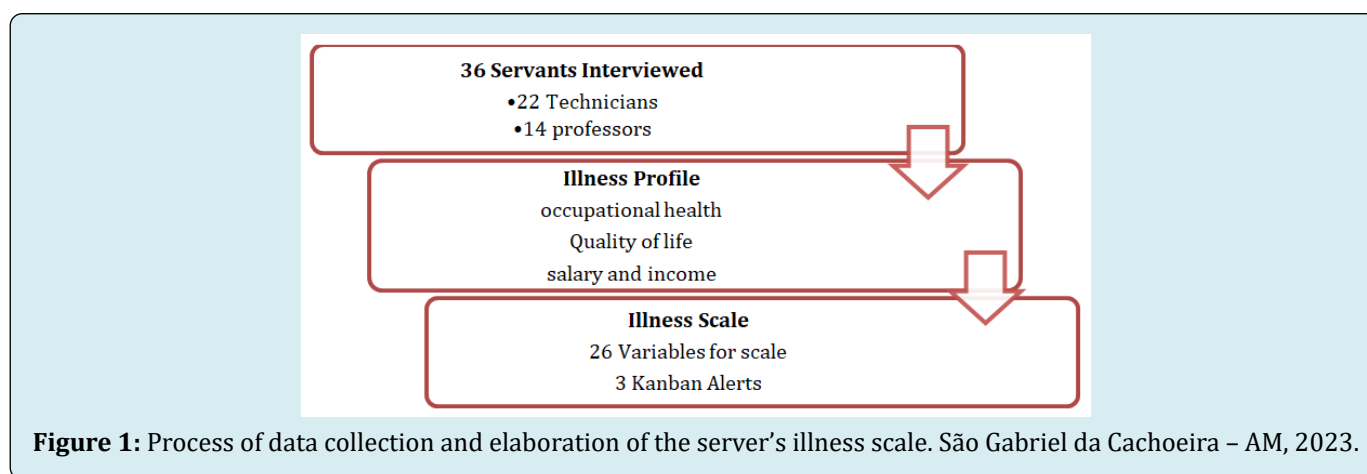 36 Servants Interviewed
•22 Technicians
•14 professors
Illness Profile
occupational health
Quality of life
salary and income
Illness Scale
26 Variables for scale
3 Kanban Alerts
Figure 1: Process of data collection and elaboration of the server’s illness scale. São Gabriel da Cachoeira – AM, 2023.